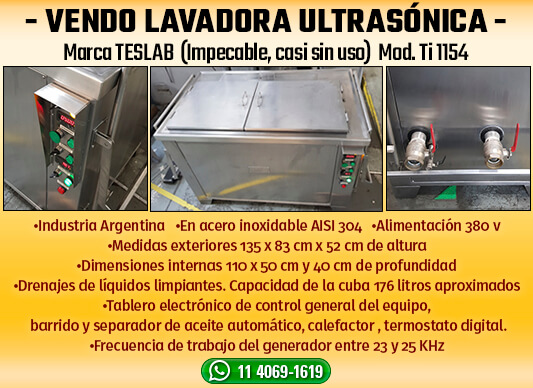 - VENDO LAVADORA ULTRASÓNICA -
Marca TESLAB (Impecable, casi sin uso) Mod. Ti 1154
•Industria Argentina •En acero inoxidable AISI 304 •Alimentación 380 v
•Medidas exteriores 135 x 83 cm x 52 cm de altura
•Dimensiones internas 110 x 50 cm y 40 cm de profundidad
•Drenajes de líquidos limpiantes. Capacidad de la cuba 176 litros aproximados
•Tablero electrónico de control general del equipo,
barrido y separador de aceite automático, calefactor , termostato digital.
•Frecuencia de trabajo del generador entre 23 y 25 KHz
11 4069-1619